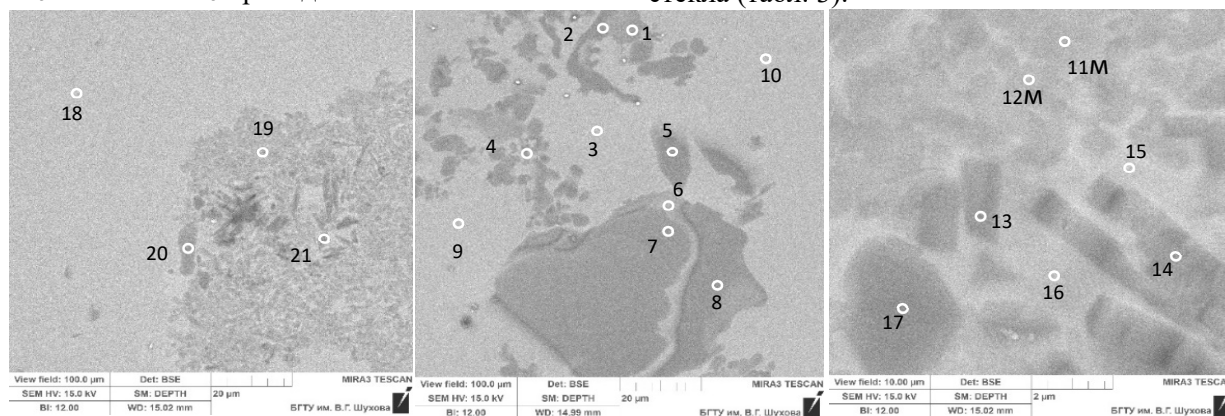 стекла (табл. 3).
18
19
20
21
2
1
10
4
3
5
6
9
7
8
11М
12М
15
13
14
16
17
View field: 100.0 μm Det: BSE MIRA3 TESCAN
SEM HV: 15.0 kV SM: DEPTH 20 μm
BI: 12.00 WD: 15.02 mm БГТУ им. В.Г. Шухова
View field: 100.0 μm Det: BSE MIRA3 TESCAN
SEM HV: 15.0 kV SM: DEPTH 20 μm
BI: 12.00 WD: 14.99 mm БГТУ им. В.Г. Шухова
View field: 10.00 μm Det: BSE MIRA3 TESCAN
SEM HV: 15.0 kV SM: DEPTH 2 μm
BI: 12.00 WD: 15.02 mm БГТУ им. В.Г. Шухова